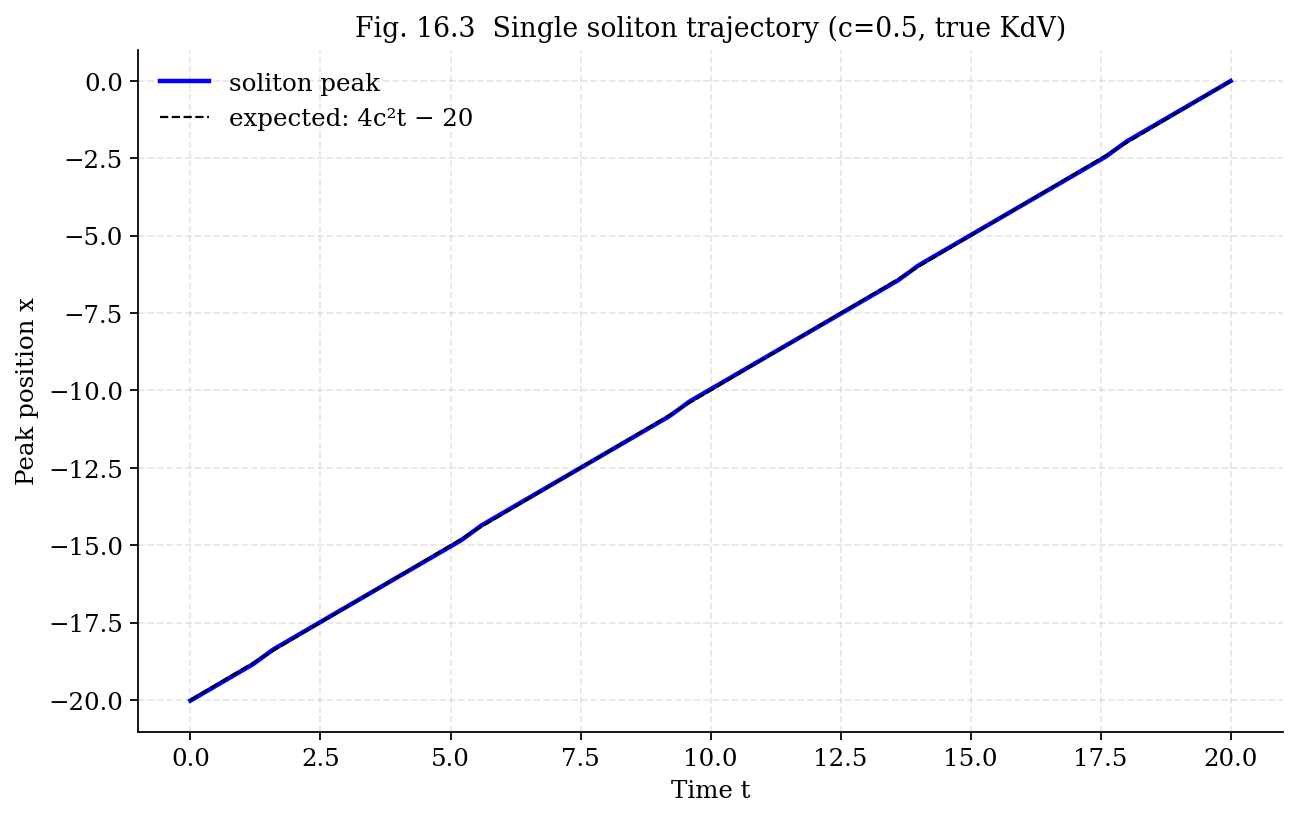 Fig. 16.3  Single soliton trajectory (c=0.5, true KdV)
soliton peak
expected: 4c²t − 20
Peak position x
0.0
−2.5
−5.0
−7.5
−10.0
−12.5
−15.0
−17.5
−20.0
0.0 2.5 5.0 7.5 10.0 12.5 15.0 17.5 20.0
Time t